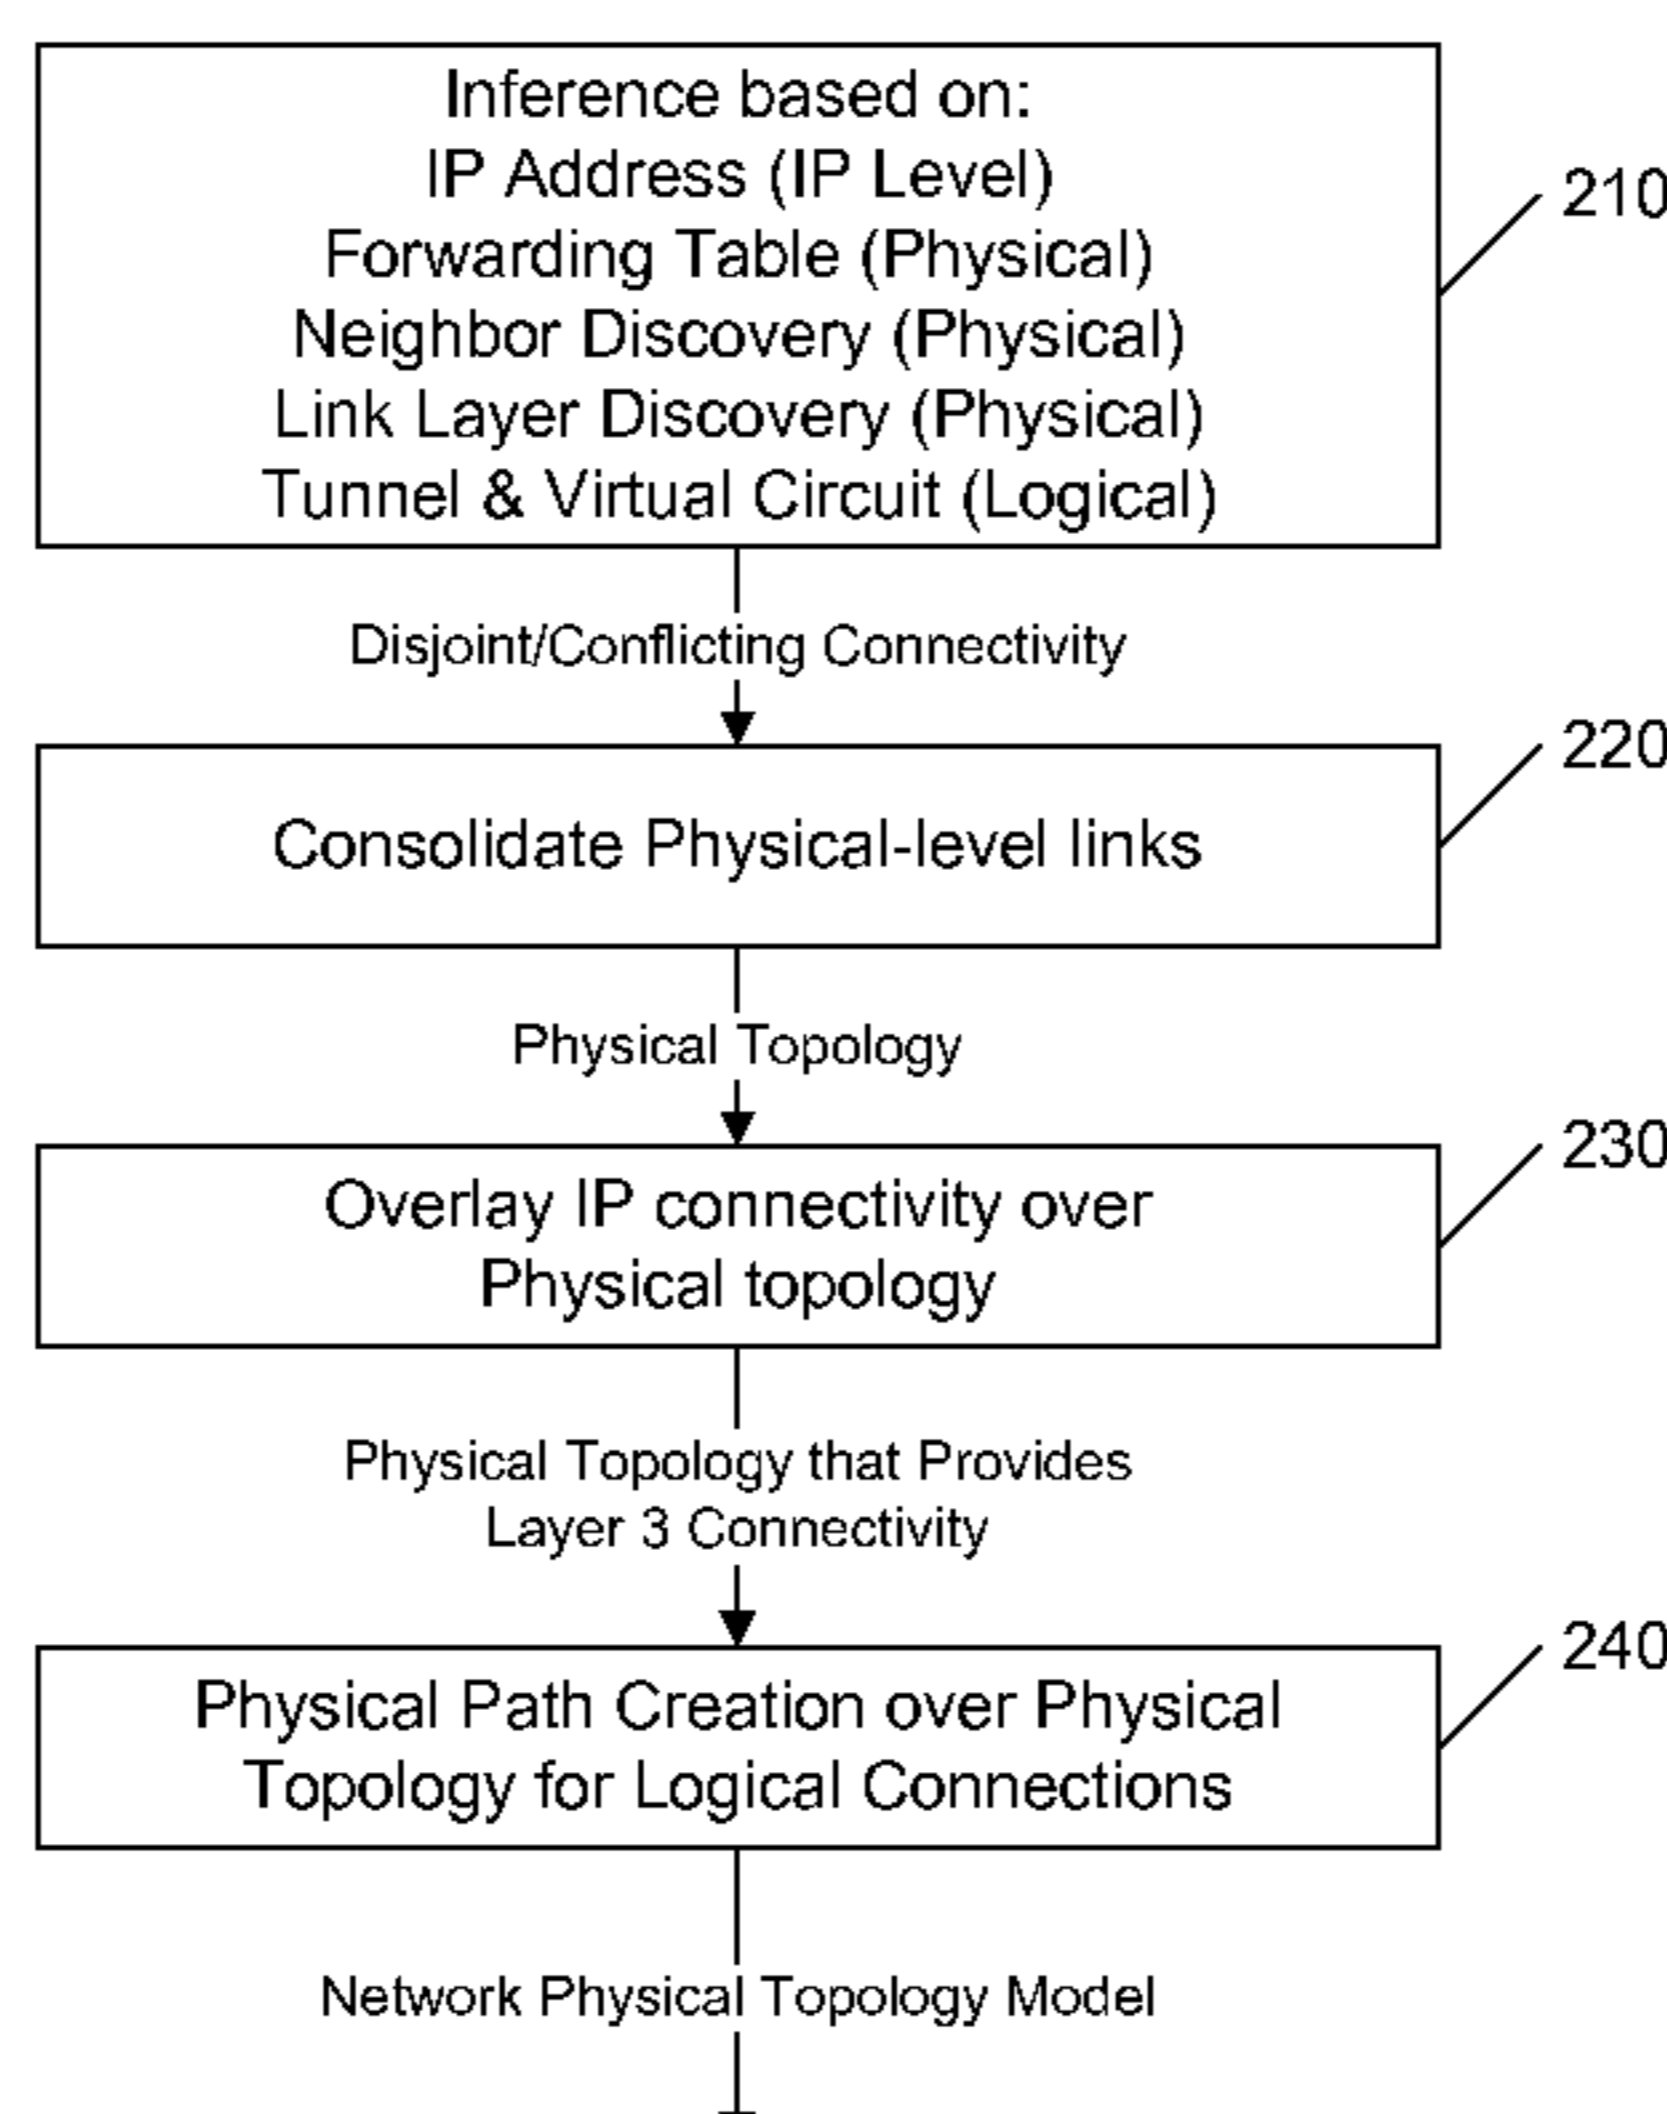 Inference based on:
IP Address (IP Level)
Forwarding Table (Physical)
Neighbor Discovery (Physical)
Link Layer Discovery (Physical)
Tunnel & Virtual Circuit (Logical)
210
Disjoint/Conflicting Connectivity
220
Consolidate Physical-level links
Physical Topology
230
Overlay IP connectivity over
Physical topology
Physical Topology that Provides
Layer 3 Connectivity
240
Physical Path Creation over Physical
Topology for Logical Connections
Network Physical Topology Model